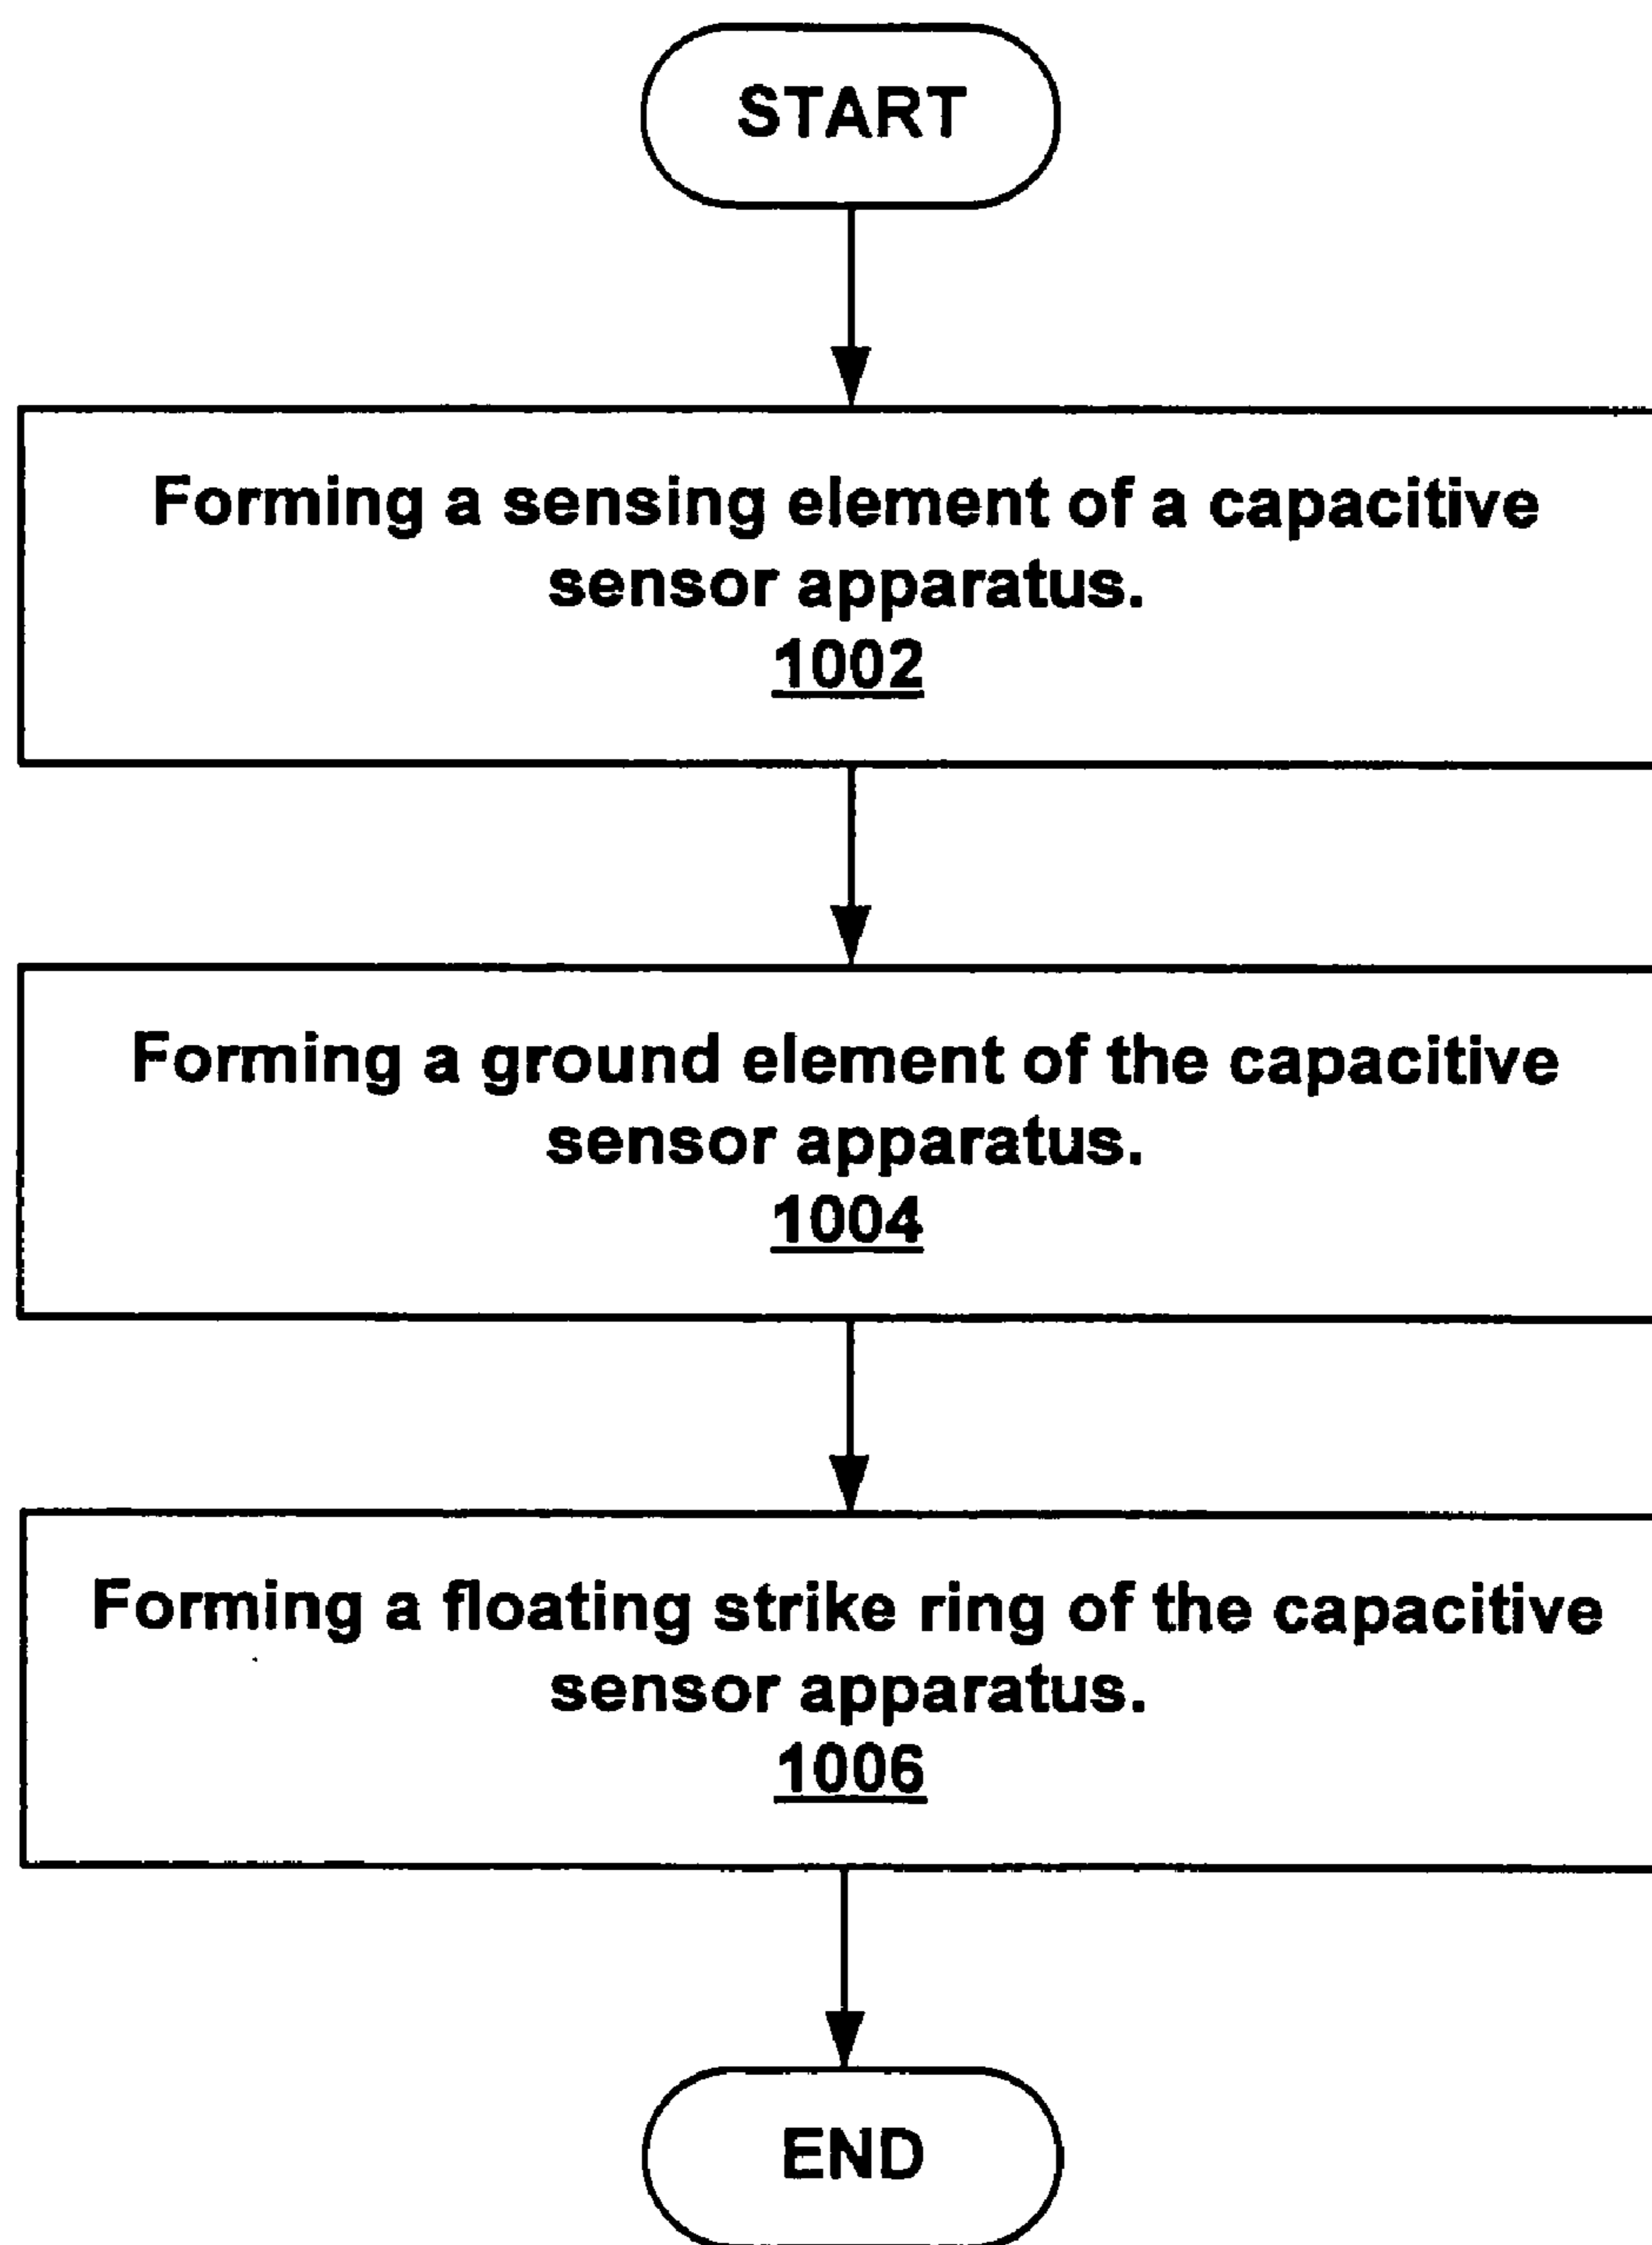 START
Forming a sensing element of a capacitive
sensor apparatus.
1002
Forming a ground element of the capacitive
sensor apparatus.
1004
Forming a floating strike ring of the capacitive
sensor apparatus.
1006
END